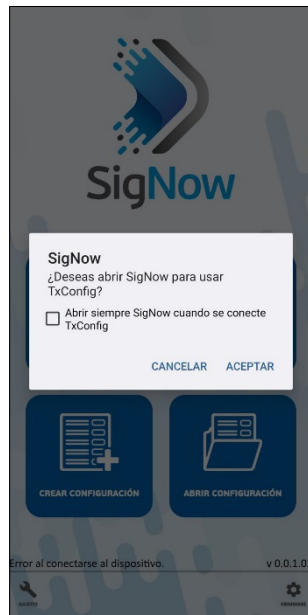 SigNow
SigNow
¿Deseas abrir SigNow para usar
TxConfig?
Abrir siempre SigNow cuando se conecte
TxConfig
CANCELAR ACEPTAR
CREAR CONFIGURACIÓN ABRIR CONFIGURACIÓN
Error al conectarse al dispositivo. v 0.0.1.0